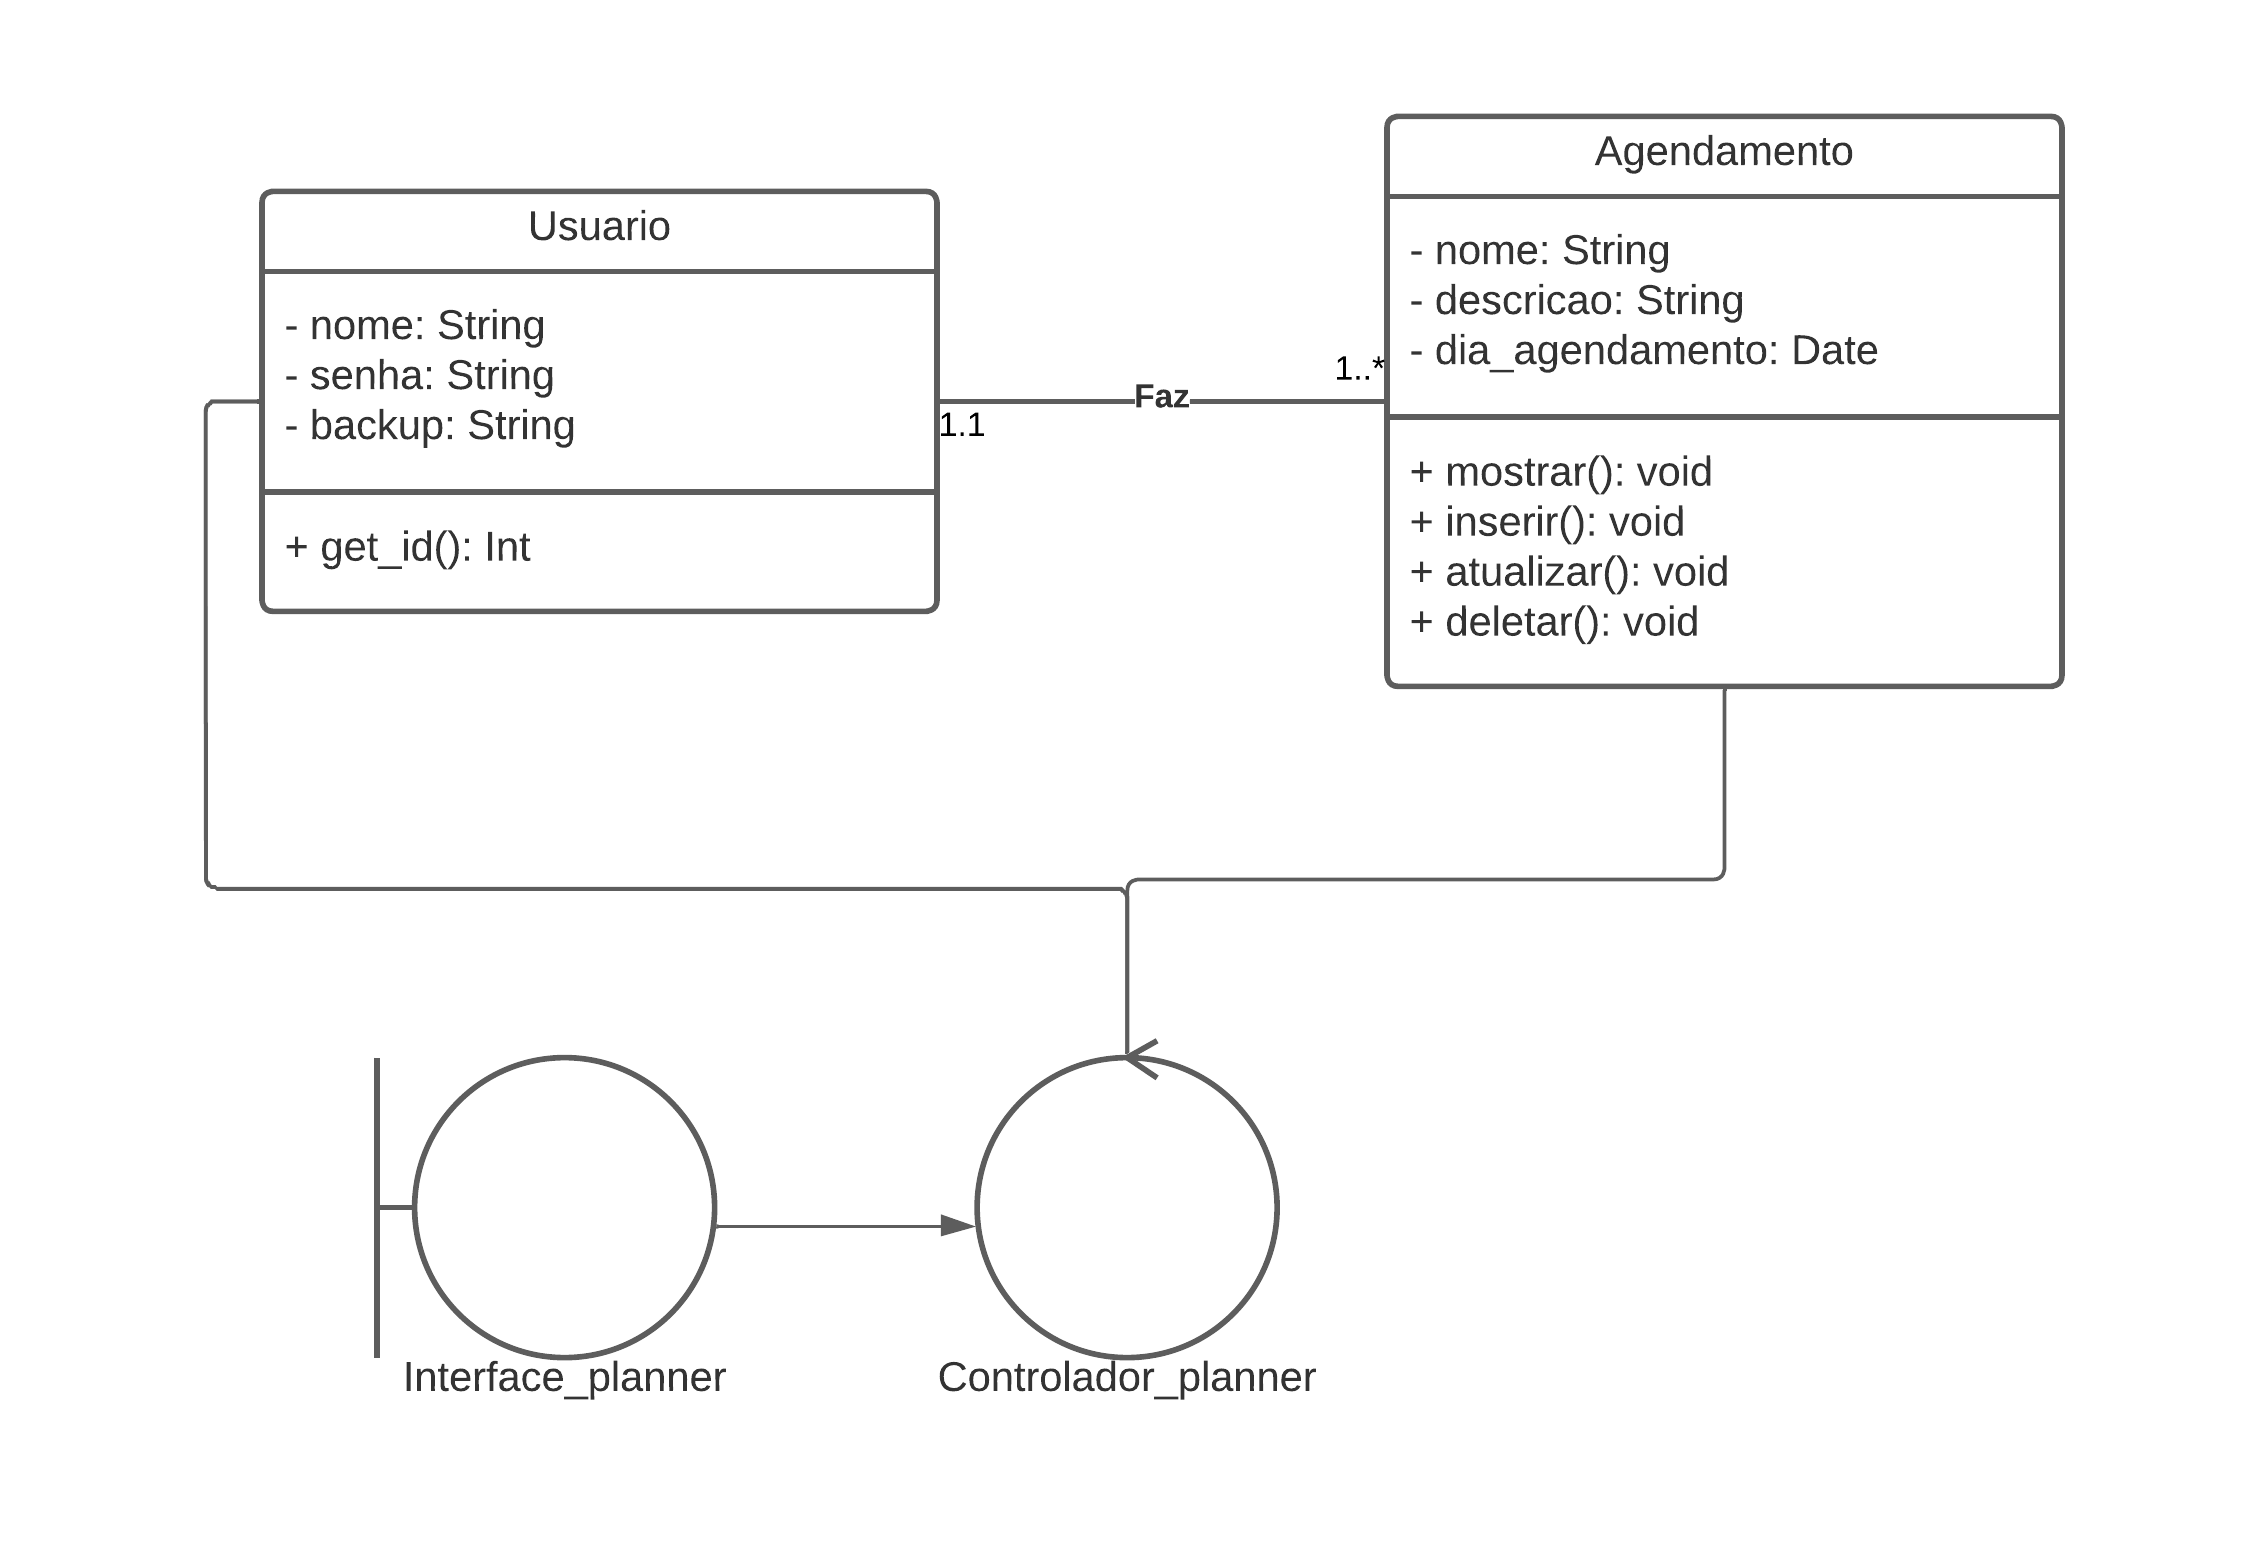 Usuario
- nome: String
- senha: String
- backup: String
+ get_id(): Int
1.1
Faz
1..*
Agendamento
- nome: String
- descricao: String
- dia_agendamento: Date
+ mostrar(): void
+ inserir(): void
+ atualizar(): void
+ deletar(): void
Interface_planner
Controlador_planner